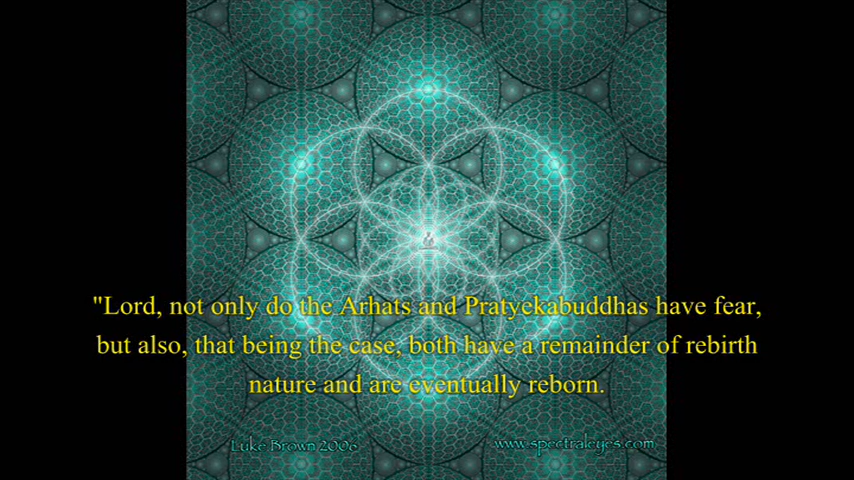 "Lord, not only do the Arhats and Pratyekabuddhas have fear,
but also, that being the case, both have a remainder of rebirth
nature and are eventually reborn.
Luke Brown 2006
www.spectraleyes.com